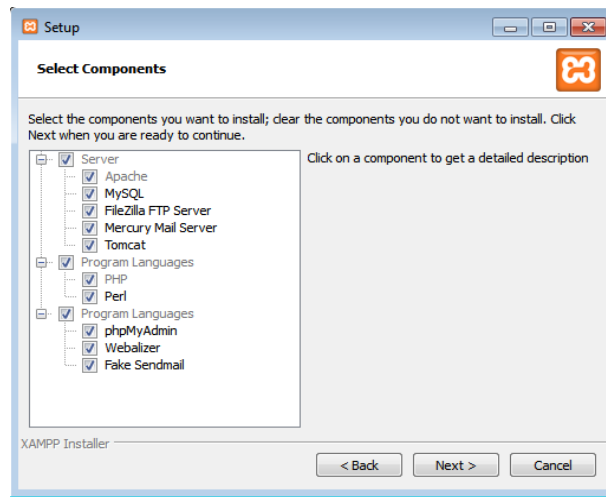 Setup
Select Components
Select the components you want to install; clear the components you do not want to install. Click
Next when you are ready to continue.
Server
Apache
MySQL
FileZilla FTP Server
Mercury Mail Server
Tomcat
Program Languages
PHP
Perl
Program Languages
phpMyAdmin
Webalizer
Fake Sendmail
Click on a component to get a detailed description
XAMPP Installer
< Back
Next >
Cancel